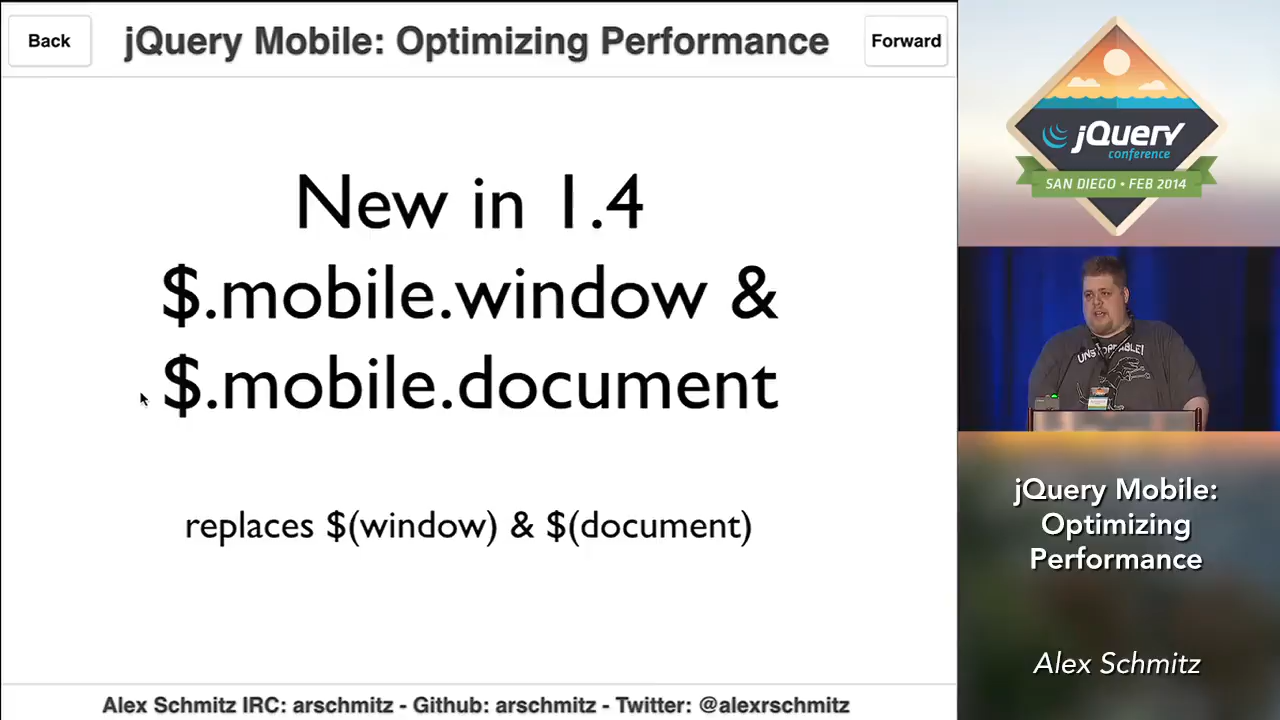 Back
jQuery Mobile: Optimizing Performance
Forward
New in 1.4
$.mobile.window &
$.mobile.document
replaces $(window) & $(document)
Alex Schmitz IRC: arschmitz - Github: arschmitz - Twitter: @alexrschmitz
jQuery
conference
SAN DIEGO • FEB 2014
UNSTOPPABLE!
jQuery Mobile:
Optimizing
Performance
Alex Schmitz